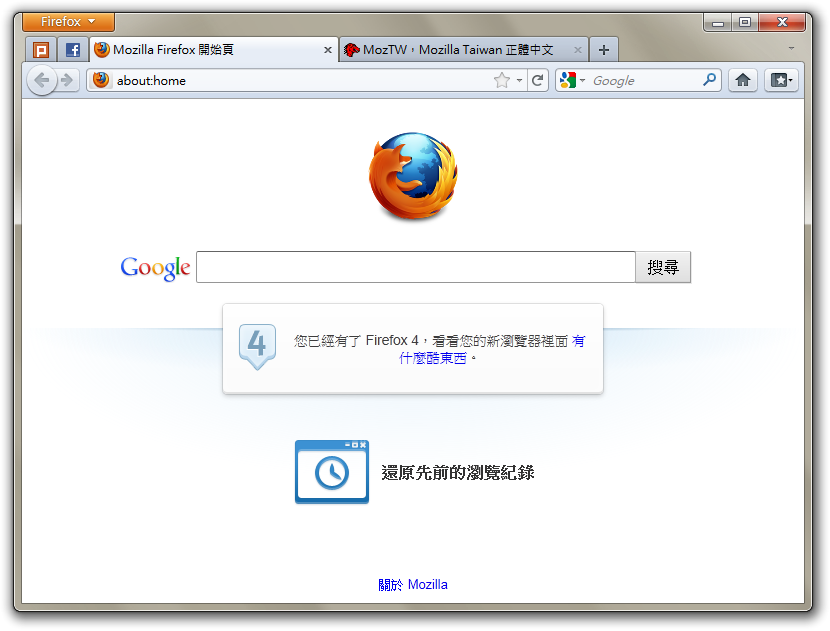 Firefox
Mozilla Firefox 開始頁
MozTW，Mozilla Taiwan 正體中文
about:home
Google
Google
搜尋
4
您已經有了 Firefox 4，看看您的新瀏覽器裡面 有
什麼酷東西。
還原先前的瀏覽紀錄
關於 Mozilla